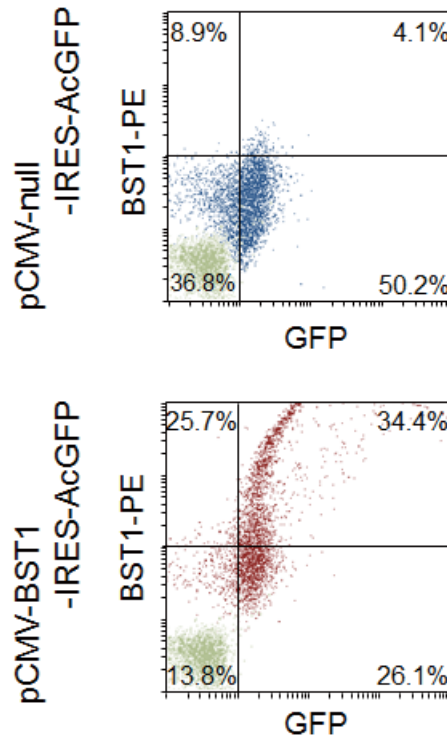 pCMV-null
-IRES-AcGFP
BST1-PE
8.9% 4.1%
36.8% 50.2%
GFP
pCMV-BST1
-IRES-AcGFP
BST1-PE
25.7% 34.4%
13.8% 26.1%
GFP